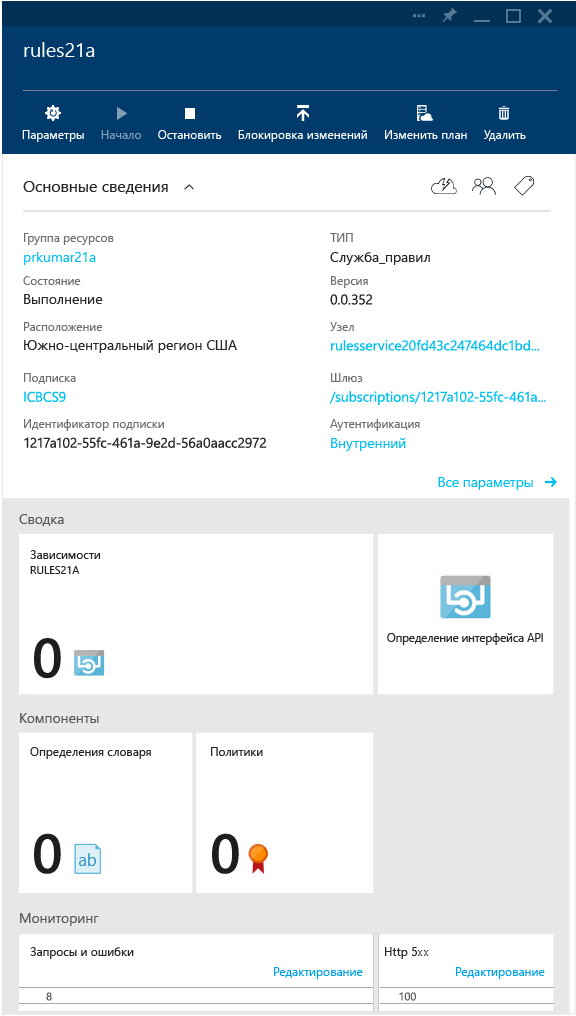 rules21a
Параметры Начало Остановить Блокировка изменений Изменить план Удалить
Основные сведения
Группа ресурсов
prkumar21a
ТИП
Служба_правил
Состояние
Выполнение
Версия
0.0.352
Расположение
Южно-центральный регион США
Узел
rulesservice20fd43c247464dc1bd...
Подписка
ICBCS9
Шлюз
/subscriptions/1217a102-55fc-461a...
Идентификатор подписки
1217a102-55fc-461a-9e2d-56a0aacc2972
Аутентификация
Внутренний
Все параметры
Сводка
Зависимости
RULES21A
0
Определение интерфейса API
Компоненты
Определения словаря
0
ab
Политики
0
Мониторинг
Запросы и ошибки
Редактирование
8
Http 5xx
Редактирование
100